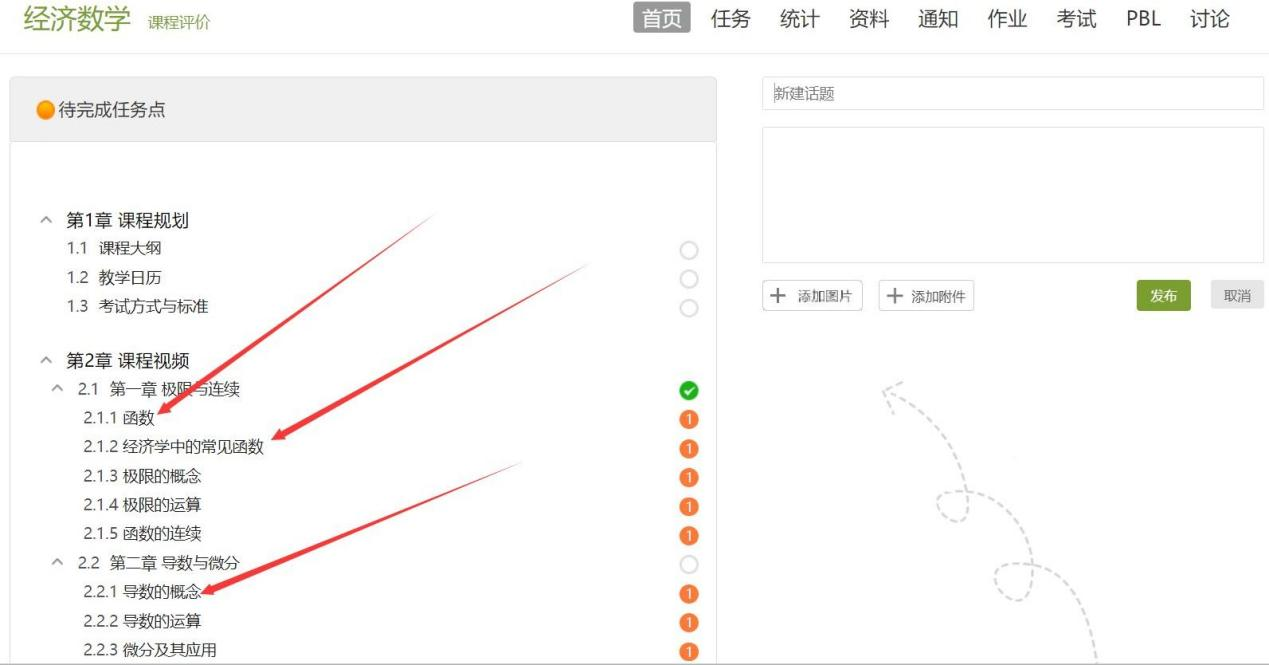 经济数学 课程评价
首页 任务 统计 资料 通知 作业 考试 PBL 讨论
待完成任务点
第1章 课程规划
1.1 课程大纲
1.2 教学日历
1.3 考试方式与标准
第2章 课程视频
2.1 第一章 极限与连续
2.1.1 函数 1
2.1.2 经济学中的常见函数 1
2.1.3 极限的概念 1
2.1.4 极限的运算 1
2.1.5 函数的连续 1
2.2 第二章 导数与微分
2.2.1 导数的概念 1
2.2.2 导数的运算 1
2.2.3 微分及其应用 1
新建话题
添加图片 添加附件 发布 取消